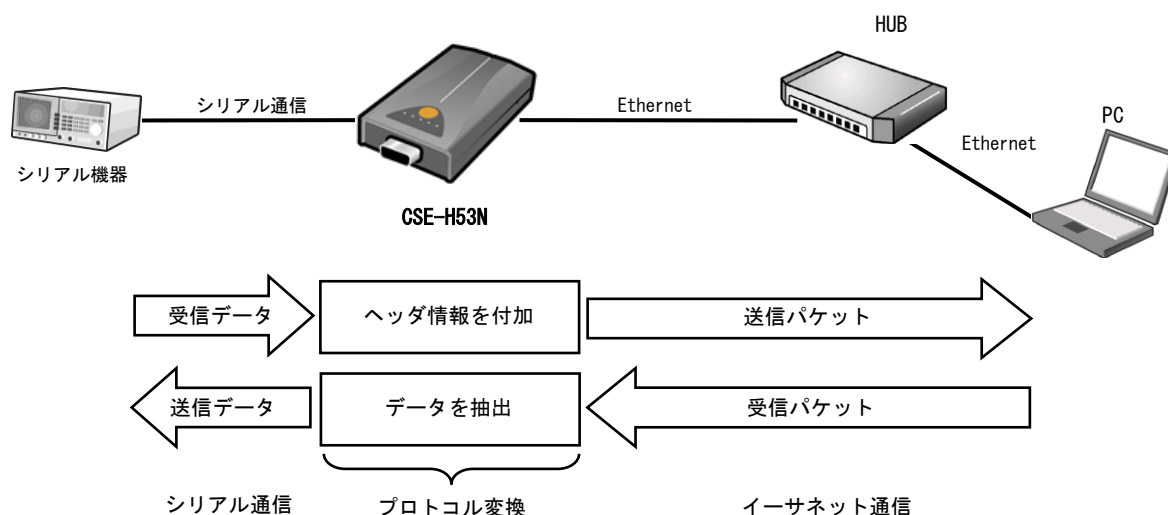 HUB
シリアル通信
Ethernet
PC
Ethernet
シリアル機器
CSE-H53N
受信データ
ヘッダ情報を付加
送信パケット
送信データ
データを抽出
受信パケット
シリアル通信
プロトコル変換
イーサネット通信